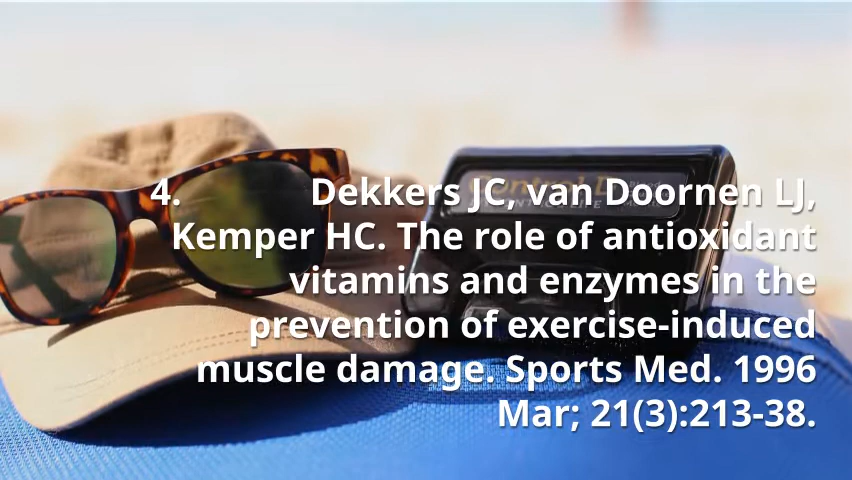 4. Dekkers JC, van Doornen LJ,
Kemper HC. The role of antioxidant
vitamins and enzymes in the
prevention of exercise-induced
muscle damage. Sports Med. 1996
Mar; 21(3):213-38.